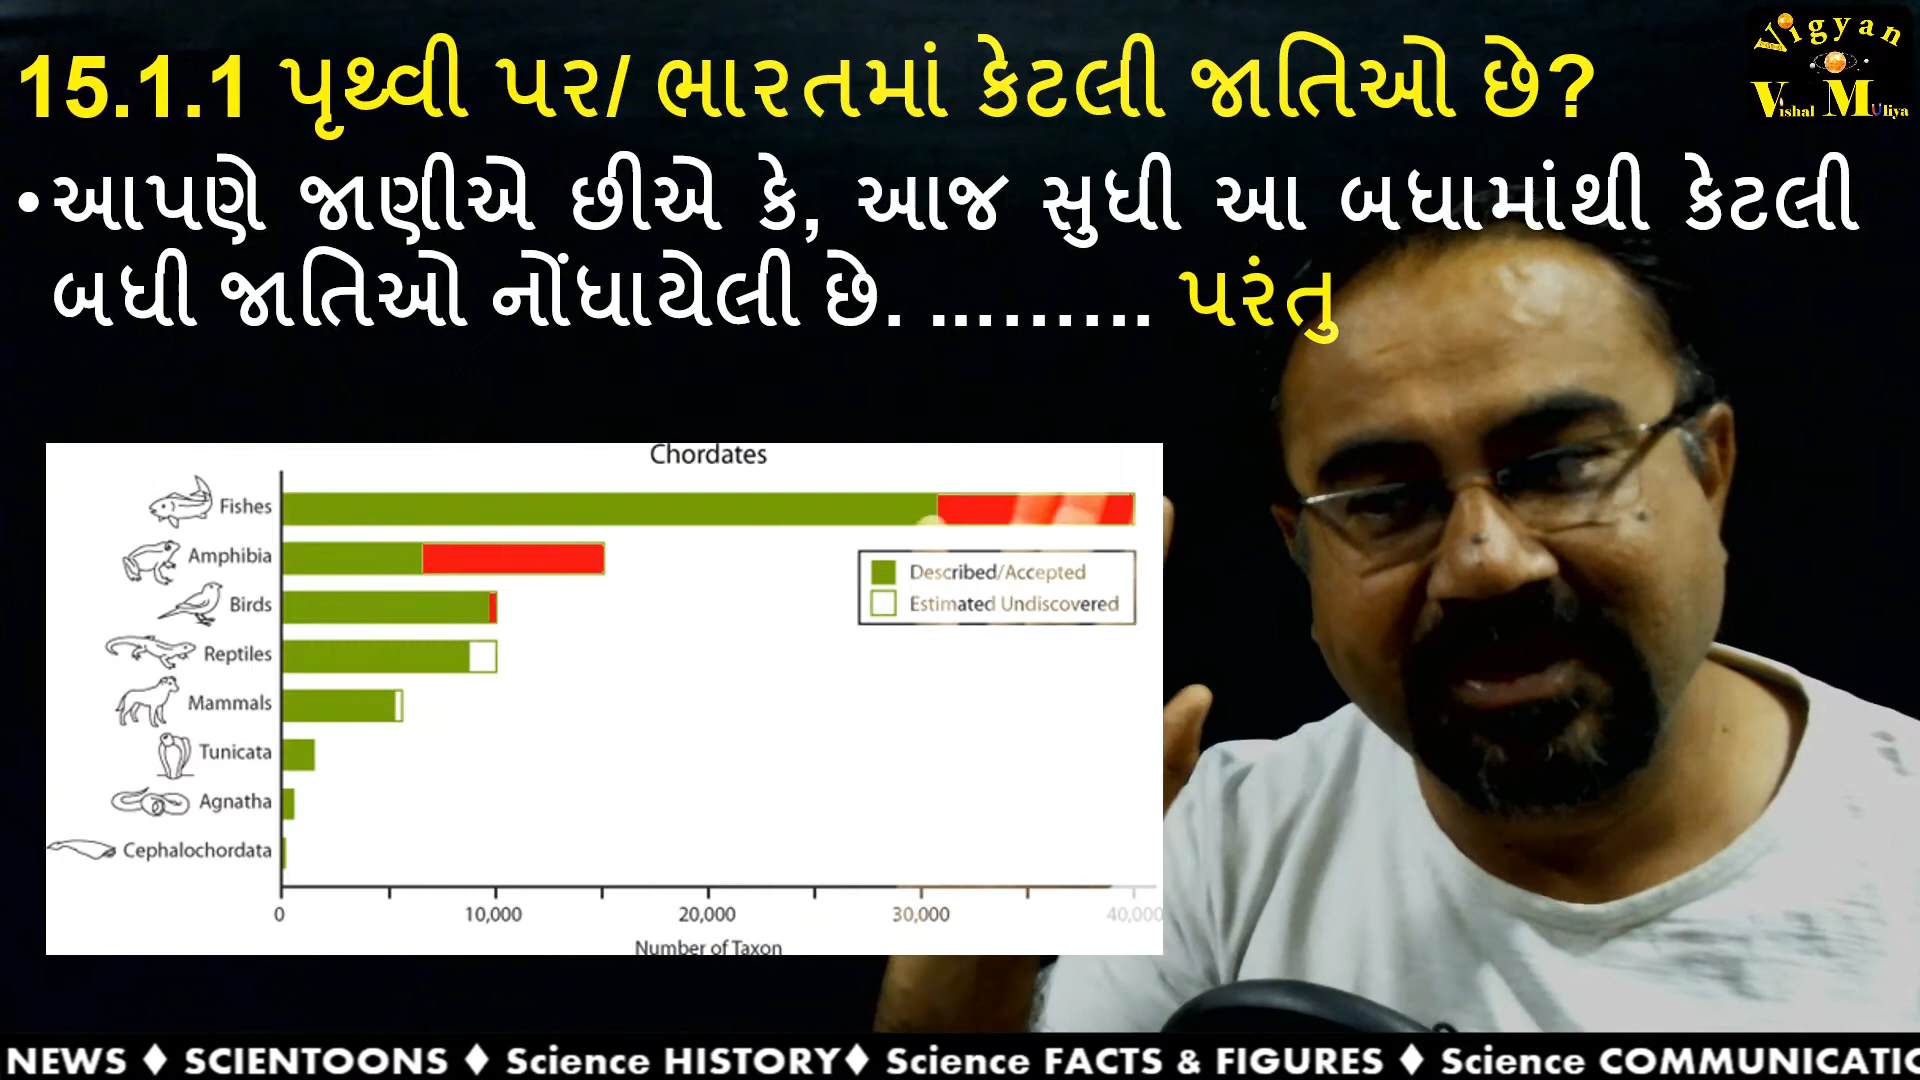 15.1.1 પૃથ્વી પર/ ભારતમાં કેટલી જાતિઓ છે?
Vigyan
Vishal MUliya
•આપણે જાણીએ છીએ કે, આજ સુધી આ બધામાંથી કેટલી
બધી જાતિઓ નોંધાયેલી છે. ......... પરંતુ
Chordates
Fishes
Amphibia
Birds
Reptiles
Mammals
Tunicata
Agnatha
Cephalochordata
Described/Accepted
Estimated Undiscovered
0 10,000 20,000 30,000 40,000
Number of Taxon
NEWS ♦ SCIENTOONS ♦ Science HISTORY♦ Science FACTS & FIGURES ♦ Science COMMUNICATIC